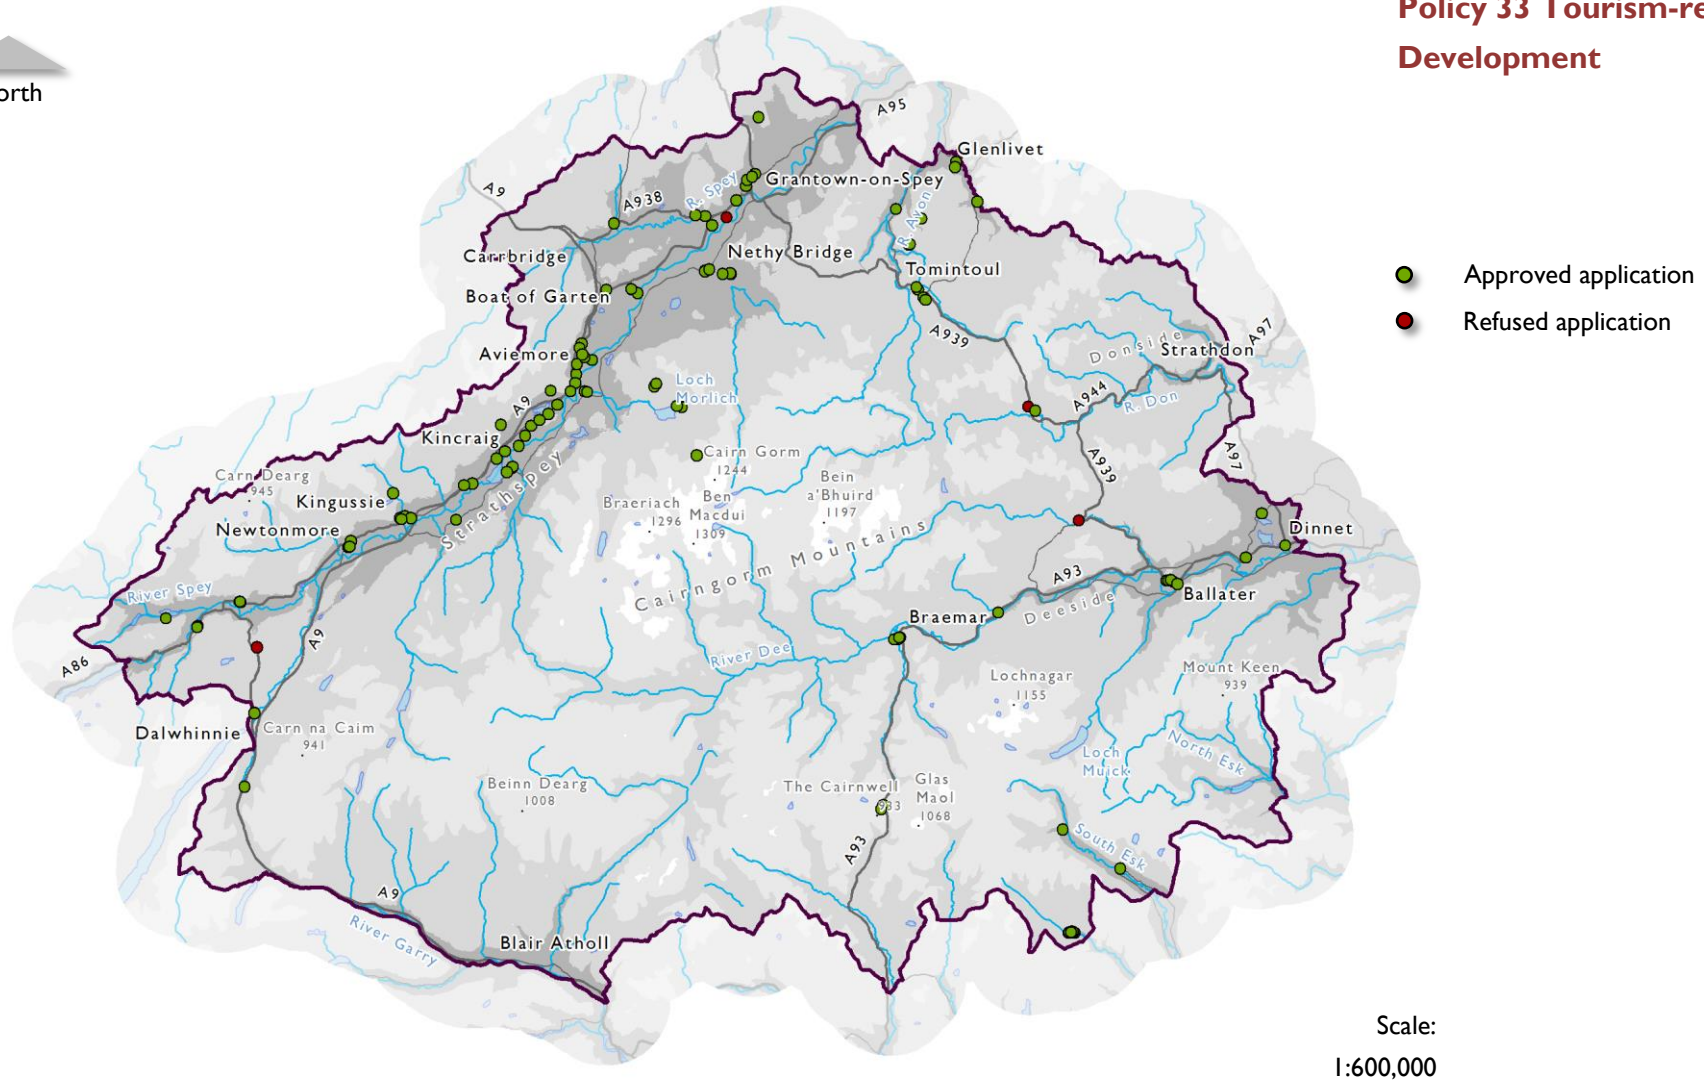 Policy 33 Tourism-re
Development
orth
A95
Glenlivet
A9
A938
R. Spey
Grantown-on-Spey
R. Avon
Carrbridge
Nethy Bridge
Tomintoul
Approved application
Boat of Garten
A939
Donside
A97
Refused application
Aviemore
Strathdon
Loch
Morlich
A944
R. Don
A9
Kincraig
Strathspey
Cairn Gorm
1244
A939
A97
Carn Dearg
945
Bein
a'Bhuird
1197
Kingussie
Braeriach
1296
Ben
Macdui
1309
Newtonmore
Dinnet
Cairngorm Mountains
River Spey
A93
Deeside
Ballater
Braemar
A9
A86
River Dee
Lochnagar
1155
Mount Keen
939
Dalwhinnie
Carn na Caim
941
Loch
Muick
North Esk
Beinn Dearg
1008
The Cairnwell
933
Glas
Maol
1068
South Esk
A93
A9
River Garry
Blair Atholl
Scale:
1:600,000